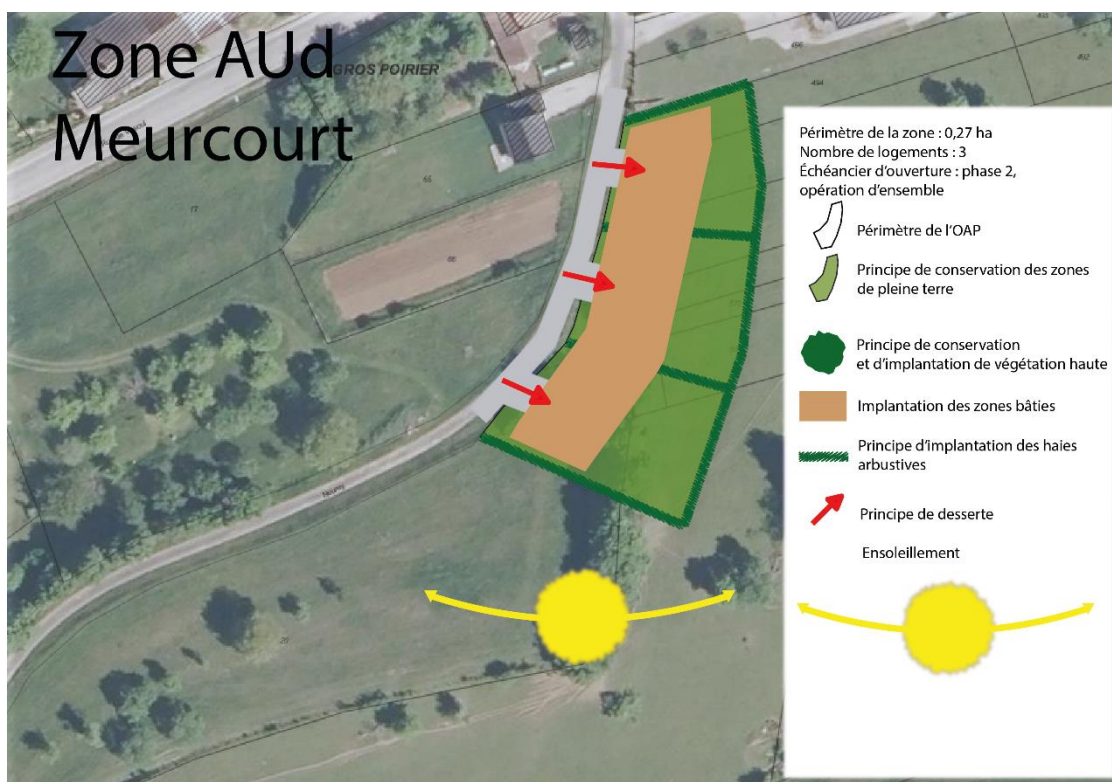 Zone AUd
Meurcourt
GROS POIRIER
Périmètre de la zone : 0,27 ha
Nombre de logements : 3
Échéancier d'ouverture : phase 2,
opération d'ensemble
Périmètre de l'OAP
Principe de conservation des zones
de pleine terre
Principe de conservation
et d'implantation de végétation haute
Implantation des zones bâties
Principe d'implantation des haies
arbustives
Principe de desserte
Ensoleillement
494
77